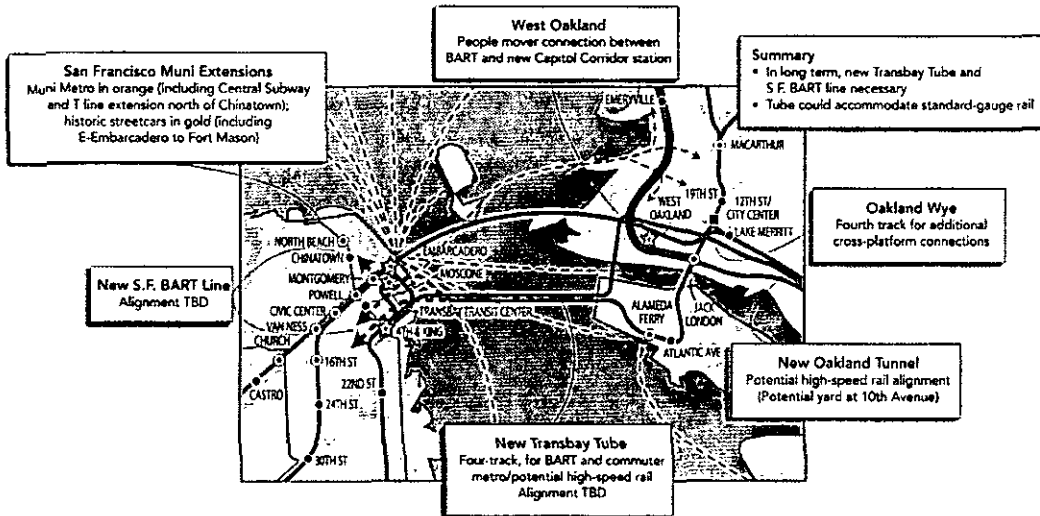 West Oakland
People mover connection between
BART and new Capitol Corridor station
San Francisco Muni Extensions
Muni Metro in orange (including Central Subway
and T line extension north of Chinatown);
historic streetcars in gold (including
E-Embarcadero to Fort Mason)
Summary
• In long term, new Transbay Tube and
S.F. BART line necessary
• Tube could accommodate standard-gauge rail
EMERYVILLE
MACARTHUR
19TH ST
12TH ST/
CITY CENTER
WEST
OAKLAND
LAKE MERRITT
Oakland Wye
Fourth track for additional
cross-platform connections
NORTH BEACH
CHINATOWN
EMBARCADERO
MONTGOMERY
MOSCONE
POWELL
New S.F. BART Line
Alignment TBD
CIVIC CENTER
TRANSBAY TRANSIT CENTER
VAN NESS
4TH & KING
CHURCH
ALAMEDA
FERRY
JACK
LONDON
ATLANTIC AVE
16TH ST
22ND ST
CASTRO
24TH ST
30TH ST
New Oakland Tunnel
Potential high-speed rail alignment
(Potential yard at 10th Avenue)
New Transbay Tube
Four-track, for BART and commuter
metro/potential high-speed rail
Alignment TBD